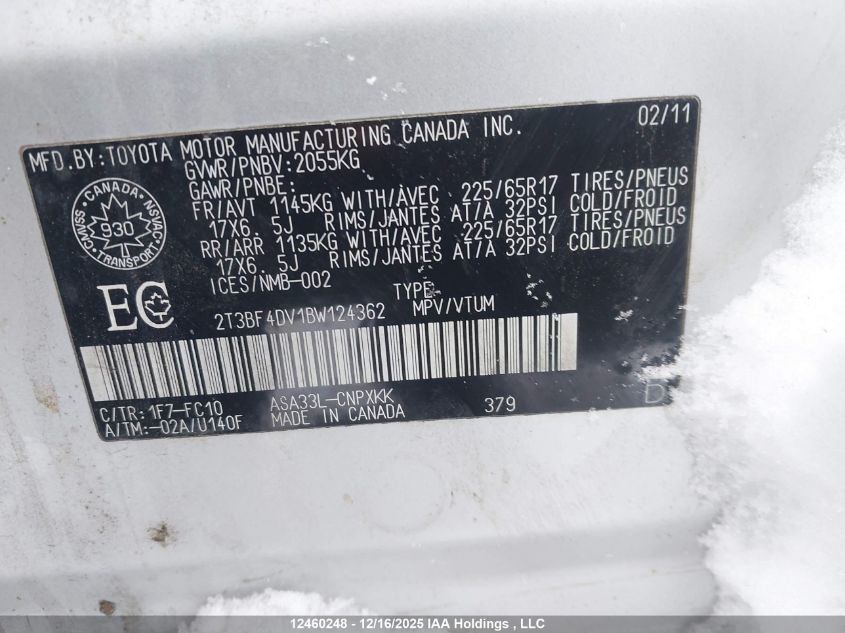 MFD.BY:TOYOTA MOTOR MANUFACTURING CANADA INC. 02/11
GVWR/PNBV:2055KG
GAWR/PNBE:
FR/AVT 1145KG WITH/AVEC 225/65R17 TIRES/PNEUS
17X6. 5J RIMS/JANTES AT/A 32PSI COLD/FROID
RR/ARR 1135KG WITH/AVEC 225/65R17 TIRES/PNEUS
17X6. 5J RIMS/JANTES AT/A 32PSI COLD/FROID
ICES/NMB-002
CANADA
CMVSS NSVAC
930
TRANSPORT
EC
2T3BF4DV1BW124362
TYPE
MPV/VTUM
C/TR: 1F7-FC10 ASA33L-CNPXKK
A/TM:-02A/U140F MADE IN CANADA 379 D
12460248 - 12/16/2025 IAA Holdings , LLC